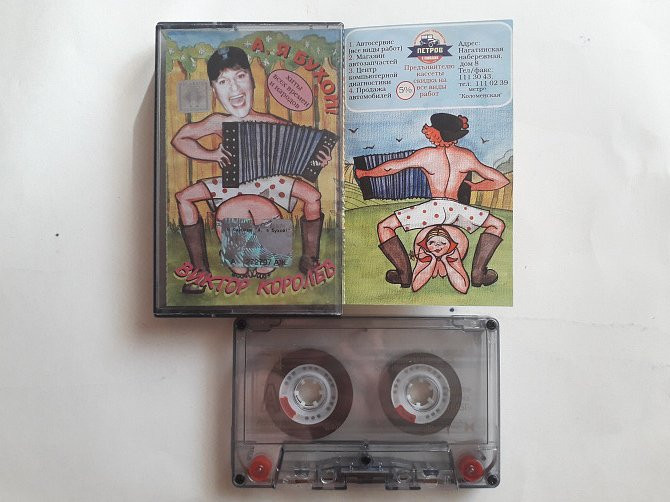 А Я БУХОЙ!
ХИТЫ
ВСЕХ ВРЕМЁН
И НАРОДОВ
ВИКТОР КОРОЛЁВ
1. Автосервис
(все виды работ)
2. Магазин
автозапчастей
3. Центр
компьютерной
диагностики
4. Продажа
автомобилей
ПЕТРОВ
Предъявителю
кассеты
скидка на
5%
все виды
работ
Адрес:
Нагатинская
набережная,
дом 8
Тел/факс.
111 30 43.
тел. 111 02 39
метро
"Коломенская"